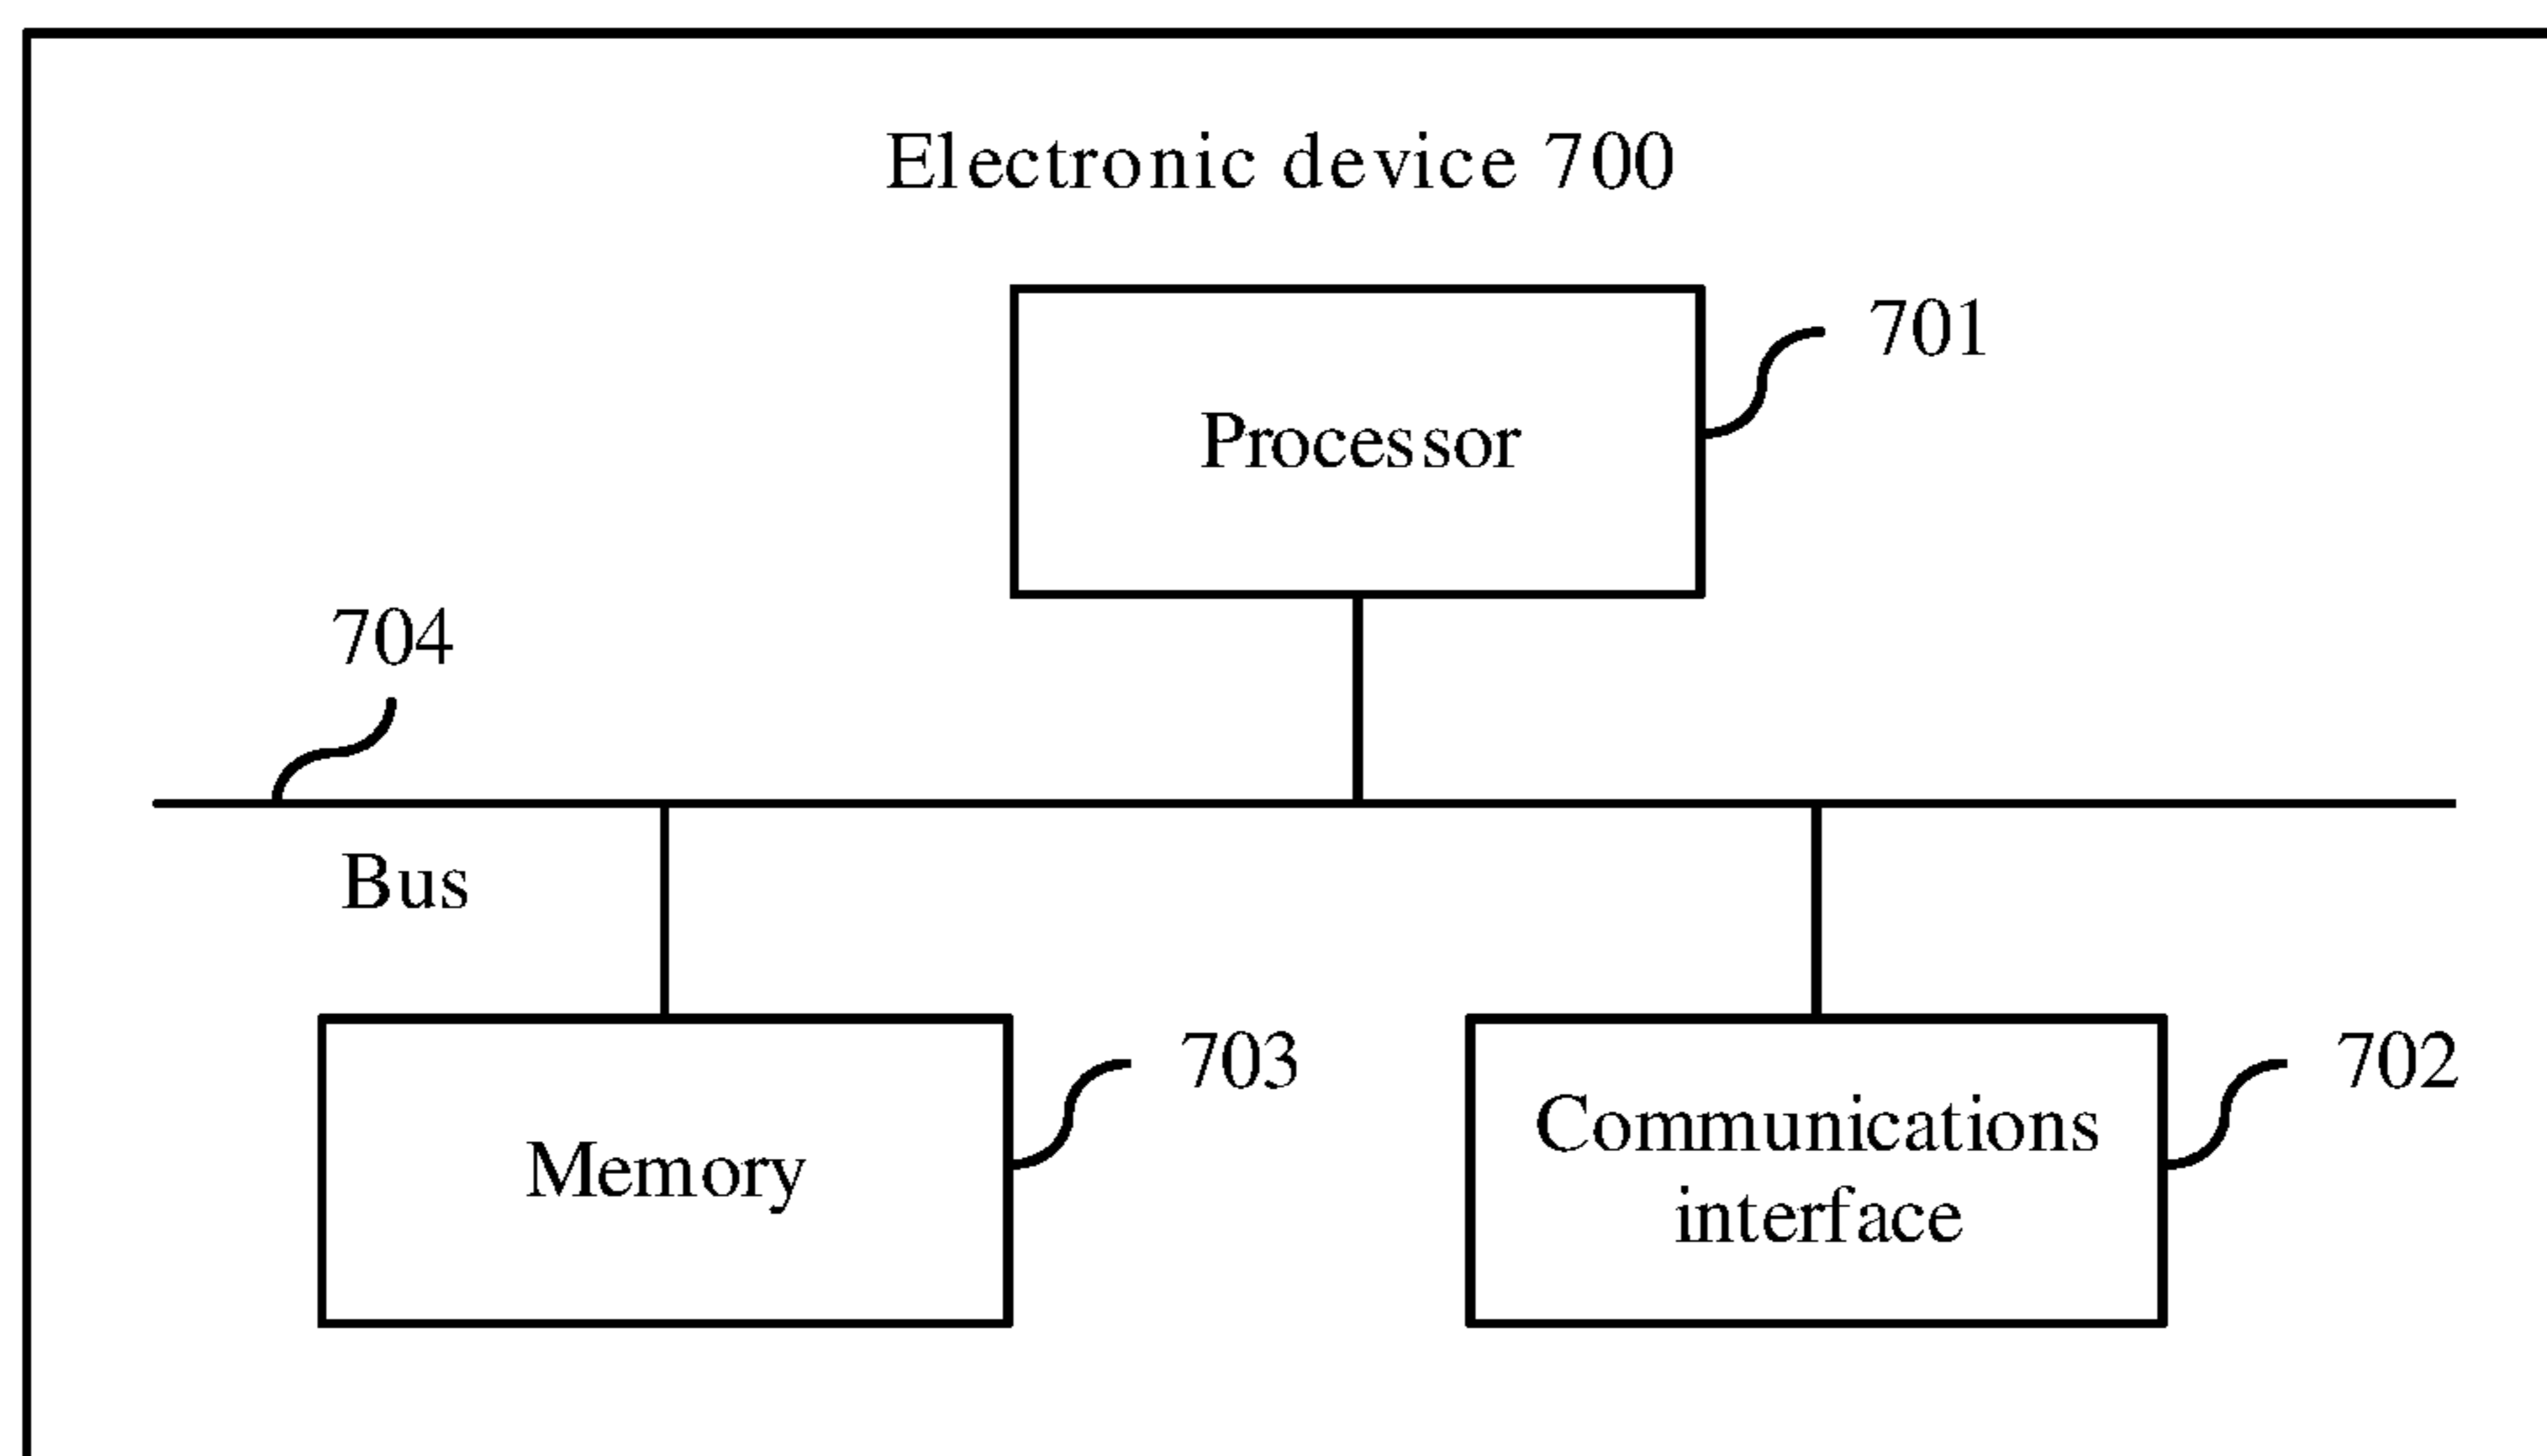 Electronic device 700
701
Processor
704
Bus
703
702
Memory
Communications
interface